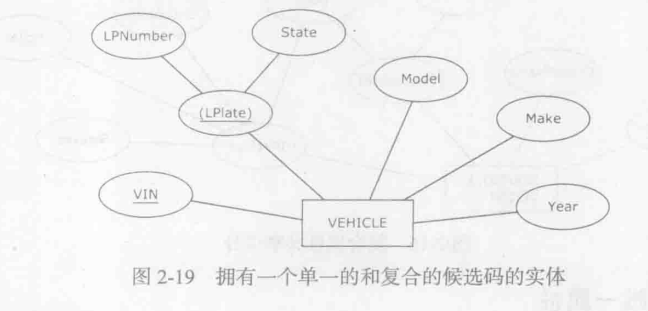 LPNumber
State
(LPlate)
Model
Make
VIN
VEHICLE
Year
图 2-19 拥有一个单一的和复合的候选码的实体